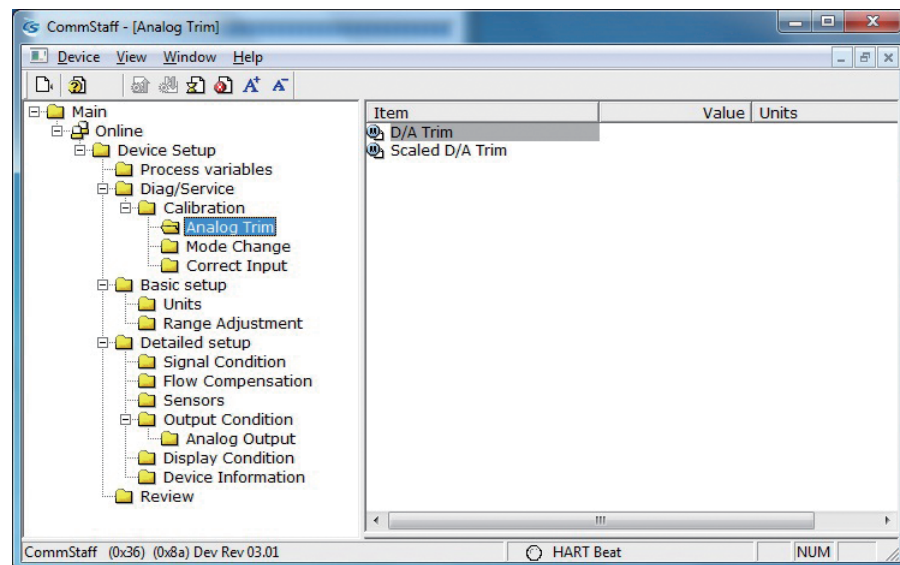 CommStaff - [Analog Trim]
Device View Window Help
Main
Online
Device Setup
Process variables
Diag/Service
Calibration
Analog Trim
Mode Change
Correct Input
Basic setup
Units
Range Adjustment
Detailed setup
Signal Condition
Flow Compensation
Sensors
Output Condition
Analog Output
Display Condition
Device Information
Review
Item Value Units
D/A Trim
Scaled D/A Trim
CommStaff (0x36) (0x8a) Dev Rev 03.01 HART Beat NUM